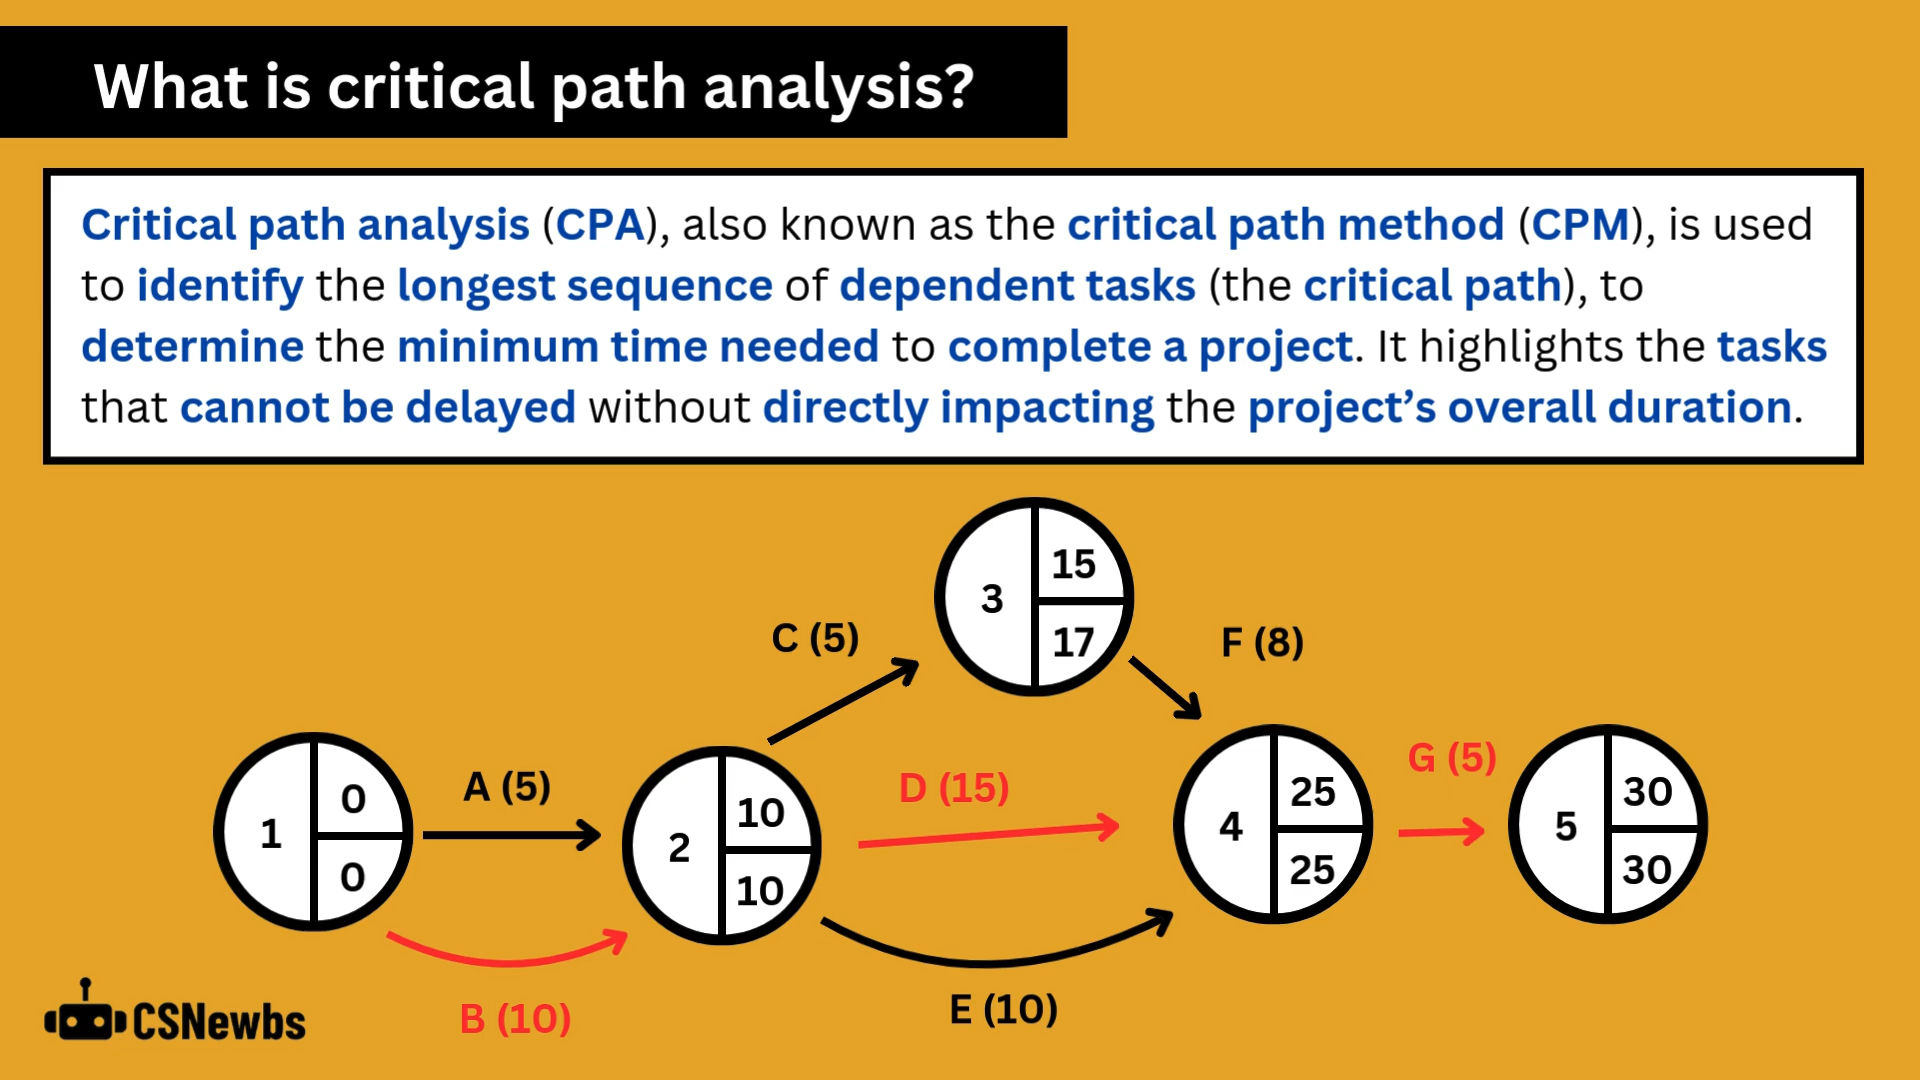 What is critical path analysis?
Critical path analysis (CPA), also known as the critical path method (CPM), is used
to identify the longest sequence of dependent tasks (the critical path), to
determine the minimum time needed to complete a project. It highlights the tasks
that cannot be delayed without directly impacting the project’s overall duration.
3
15
17
C (5)
F (8)
1
0
0
A (5)
2
10
10
D (15)
4
25
25
G (5)
5
30
30
B (10)
E (10)
CSNewbs